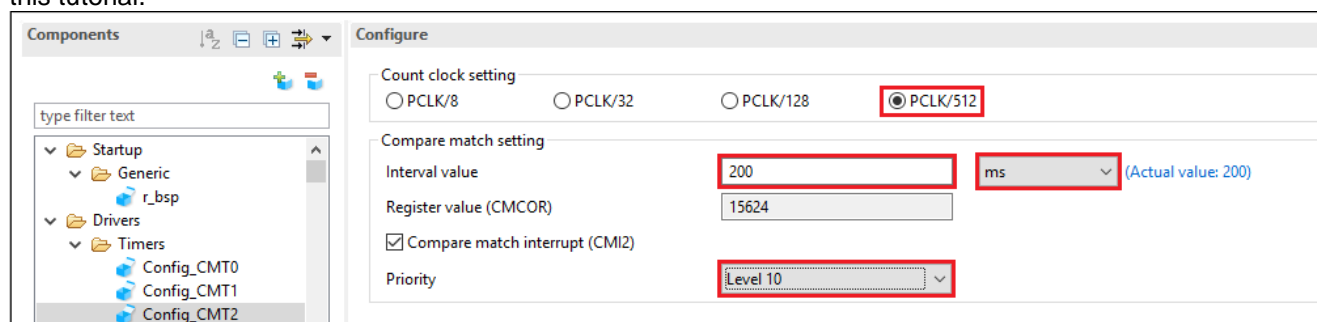 this tutorial.
Components
Configure
type filter text
Startup
Generic
r_bsp
Drivers
Timers
Config_CMT0
Config_CMT1
Config_CMT2
Count clock setting
PCLK/8 PCLK/32 PCLK/128 PCLK/512
Compare match setting
Interval value 200 ms (Actual value: 200)
Register value (CMCOR) 15624
Compare match interrupt (CMI2)
Priority Level 10